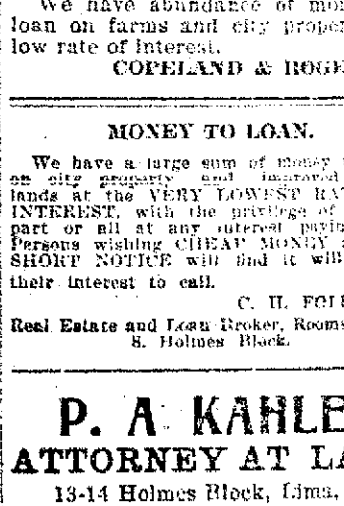 We have abundance of mon
loan on farms and city proper
low rate of interest.
COPELAND & ROGE
MONEY TO LOAN.
We have a large sum of money
on city property and improved
lands at the VERY LOWEST RA
INTEREST, with the privilege of
part or all at any interest payin
Persons wishing CHEAP MONEY a
SHORT NOTICE will find it will
their interest to call.
C. H. FOL
Real Estate and Loan Broker, Rooms
8, Holmes Block.
P. A. KAHLE
ATTORNEY AT LA
13-14 Holmes Block, Lima,